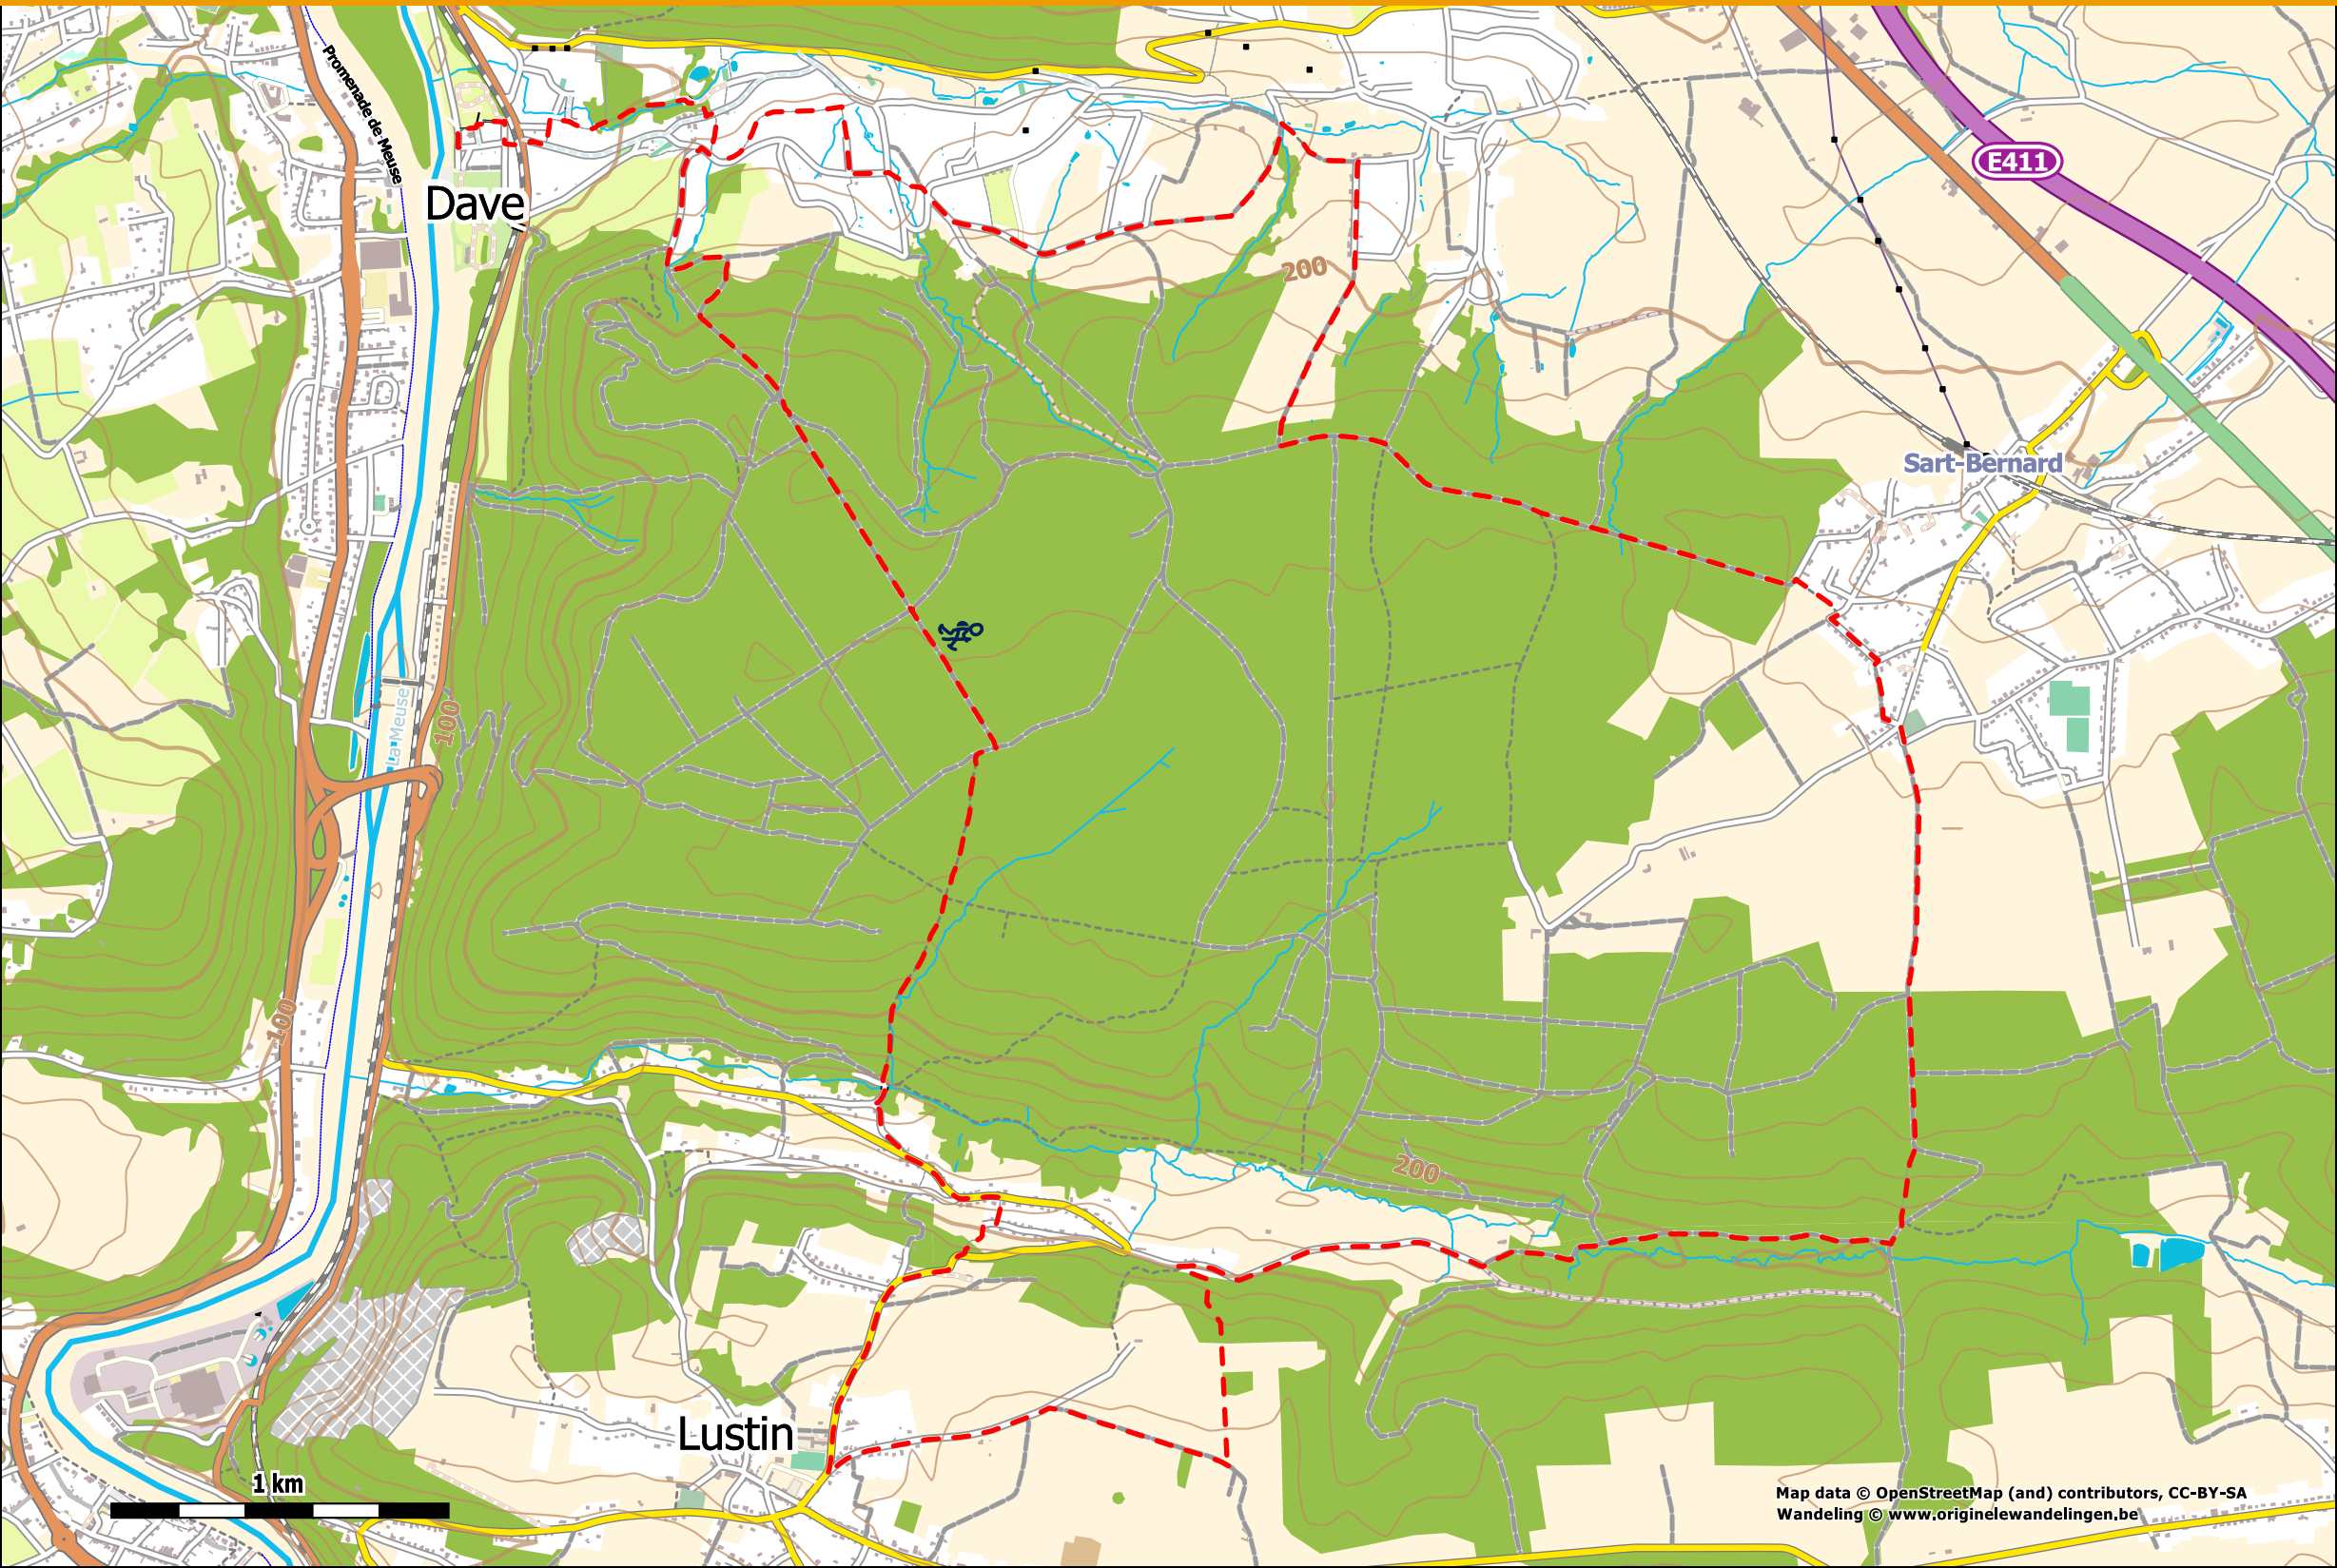 Promenade de Meuse
E411
Dave
200
Sart-Bernard
La Meuse
100
100
200
Lustin
1 km
Map data © OpenStreetMap (and) contributors, CC-BY-SA
Wandeling © www.originelewandelingen.be